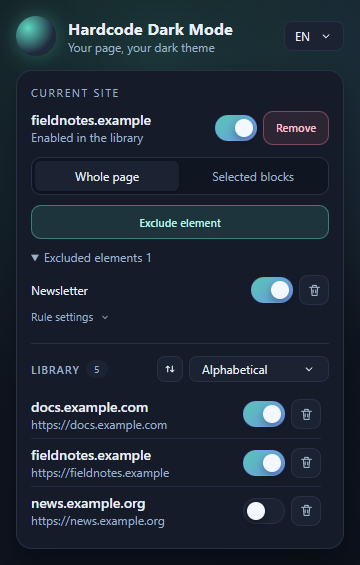 Hardcode Dark Mode
Your page, your dark theme
EN
CURRENT SITE
fieldnotes.example
Enabled in the library
Remove
Whole page
Selected blocks
Exclude element
Excluded elements 1
Newsletter
Rule settings
LIBRARY 5
Alphabetical
docs.example.com
https://docs.example.com
fieldnotes.example
https://fieldnotes.example
news.example.org
https://news.example.org